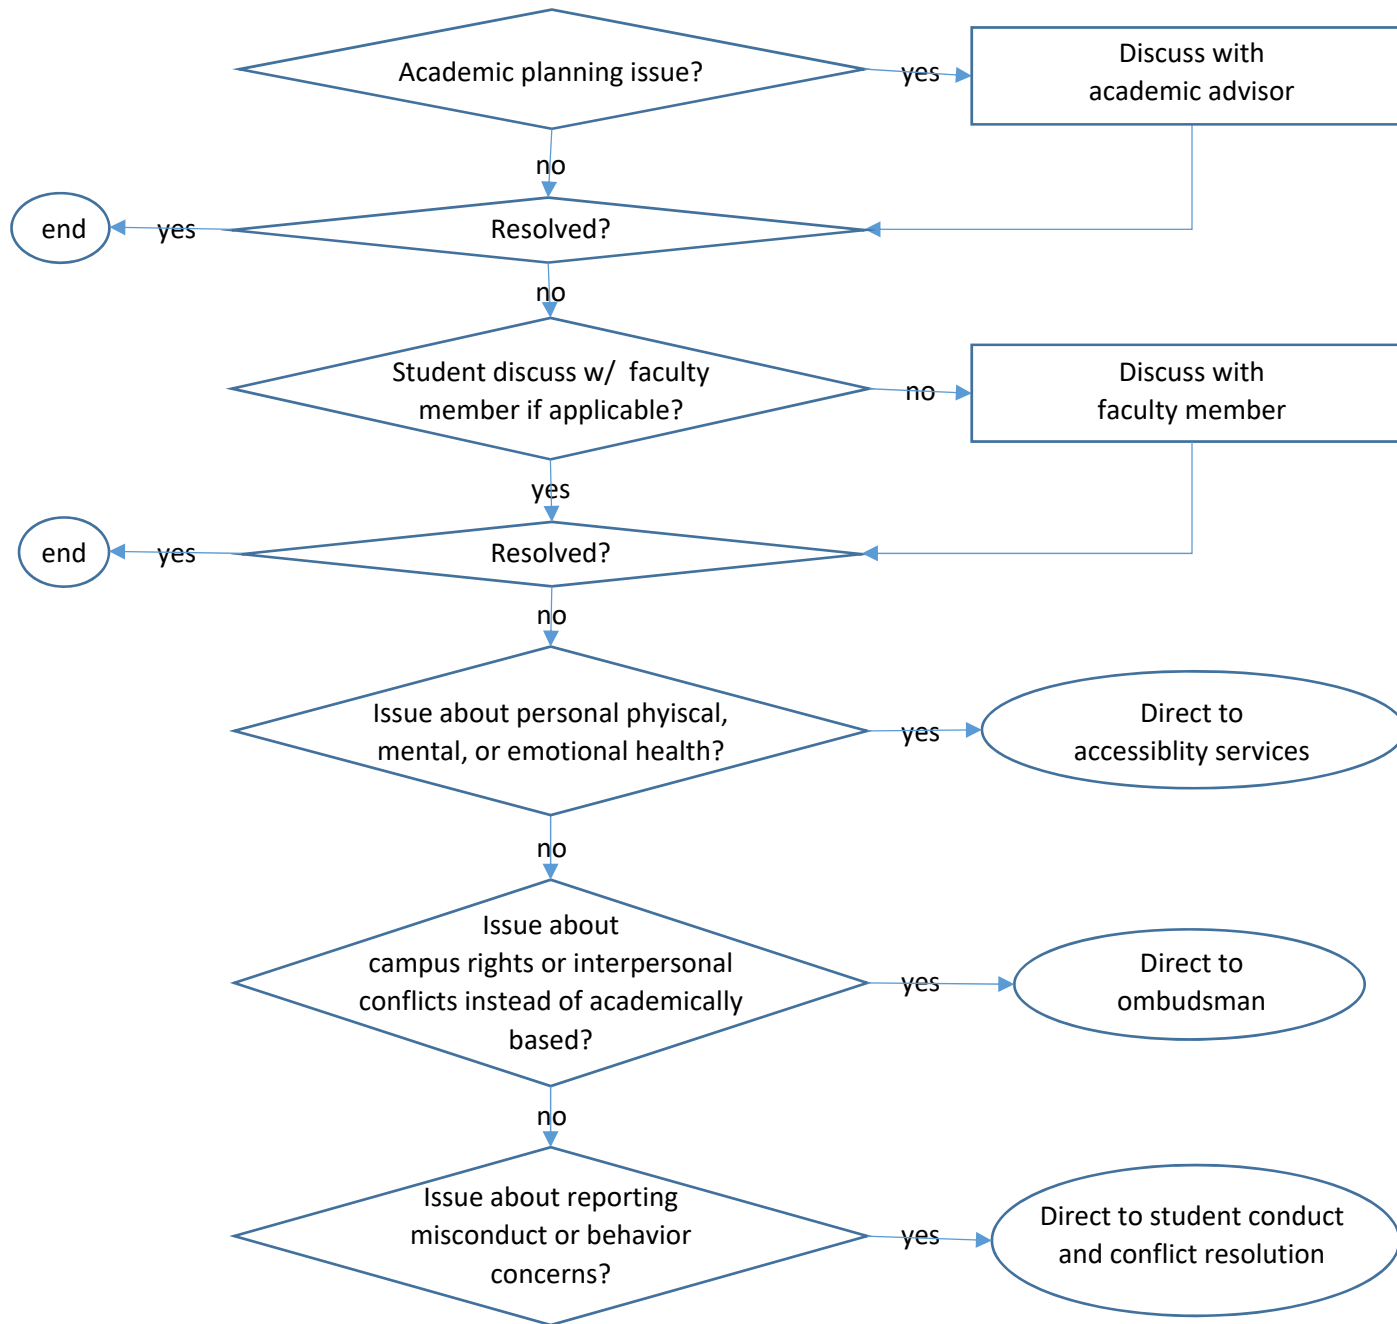 Academic planning issue?
yes
Discuss with
academic advisor
no
end
yes
Resolved?
no
Student discuss w/ faculty
member if applicable?
no
Discuss with
faculty member
yes
end
yes
Resolved?
no
Issue about personal phyiscal,
mental, or emotional health?
yes
Direct to
accessiblity services
no
Issue about
campus rights or interpersonal
conflicts instead of academically
based?
yes
Direct to
ombudsman
no
Issue about reporting
misconduct or behavior
concerns?
yes
Direct to student conduct
and conflict resolution